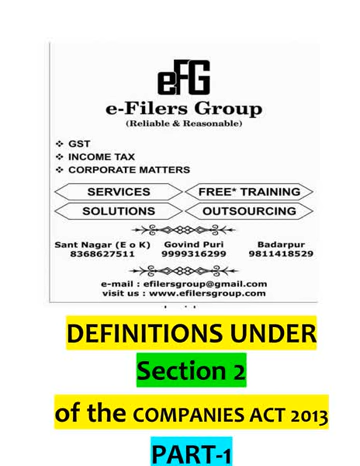 eFG
e-Filers Group
(Reliable & Reasonable)
❖ GST
❖ INCOME TAX
❖ CORPORATE MATTERS
SERVICES FREE* TRAINING
SOLUTIONS OUTSOURCING
Sant Nagar (E o K) Govind Puri Badarpur
8368627511 9999316299 9811418529
e-mail : efilersgroup@gmail.com
visit us : www.efilersgroup.com
DEFINITIONS UNDER
Section 2
of the COMPANIES ACT 2013
PART-1